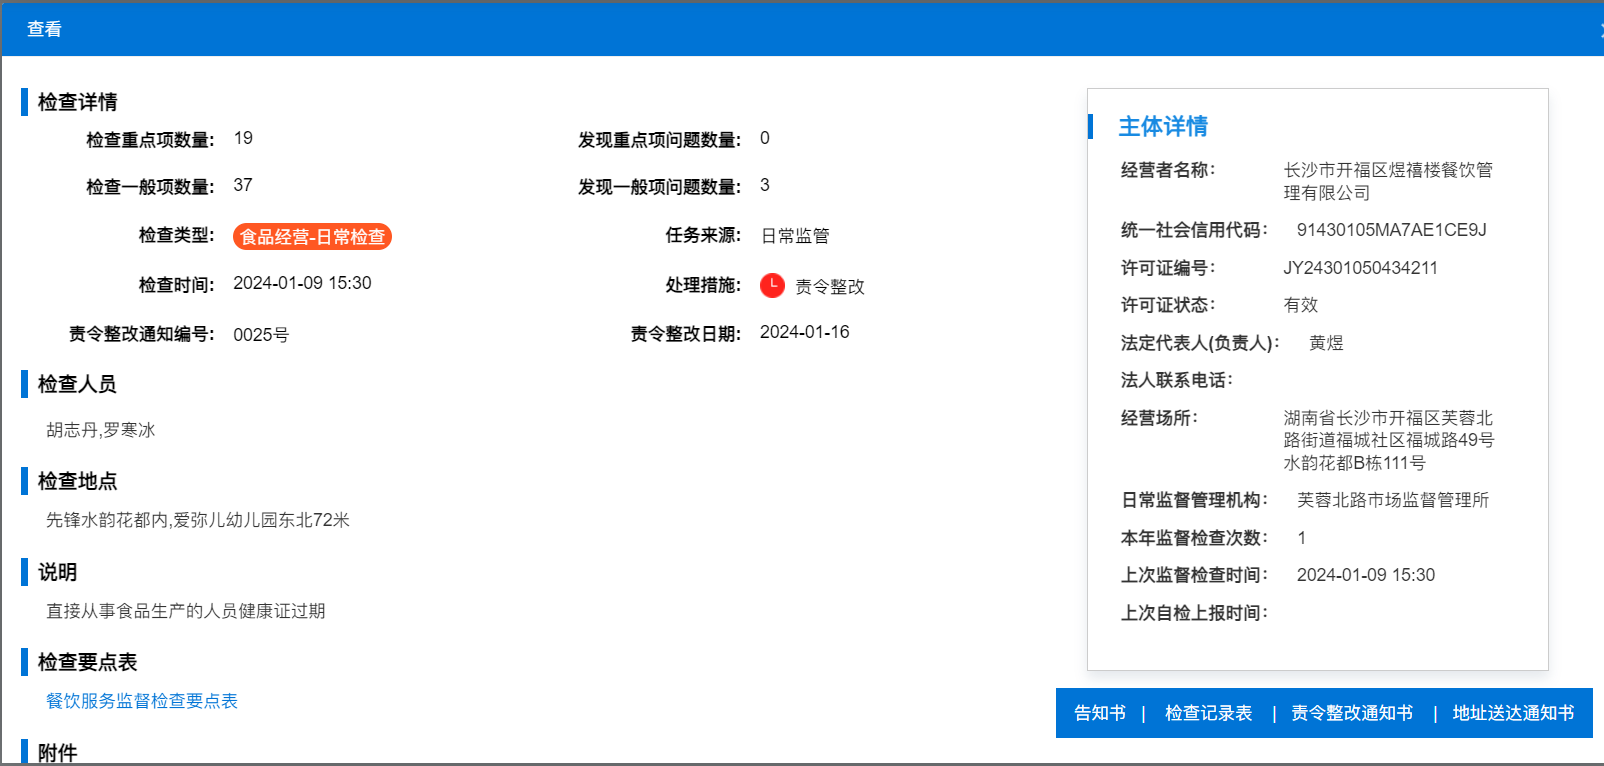 查看
检查详情
检查重点项数量: 19 发现重点项问题数量: 0
检查一般项数量: 37 发现一般项问题数量: 3
检查类型: 食品经营-日常检查 任务来源: 日常监管
检查时间: 2024-01-09 15:30 处理措施: 责令整改
责令整改通知编号: 0025号 责令整改日期: 2024-01-16
检查人员
胡志丹,罗寒冰
检查地点
先锋水韵花都内,爱弥儿幼儿园东北72米
说明
直接从事食品生产的人员健康证过期
检查要点表
餐饮服务监督检查要点表
附件
主体详情
经营者名称： 长沙市开福区煜禧楼餐饮管
理有限公司
统一社会信用代码： 91430105MA7AE1CE9J
许可证编号： JY24301050434211
许可证状态： 有效
法定代表人(负责人)： 黄煜
法人联系电话：
经营场所： 湖南省长沙市开福区芙蓉北
路街道福城社区福城路49号
水韵花都B栋111号
日常监督管理机构： 芙蓉北路市场监督管理所
本年监督检查次数： 1
上次监督检查时间： 2024-01-09 15:30
上次自检上报时间：
告知书 | 检查记录表 | 责令整改通知书 | 地址送达通知书